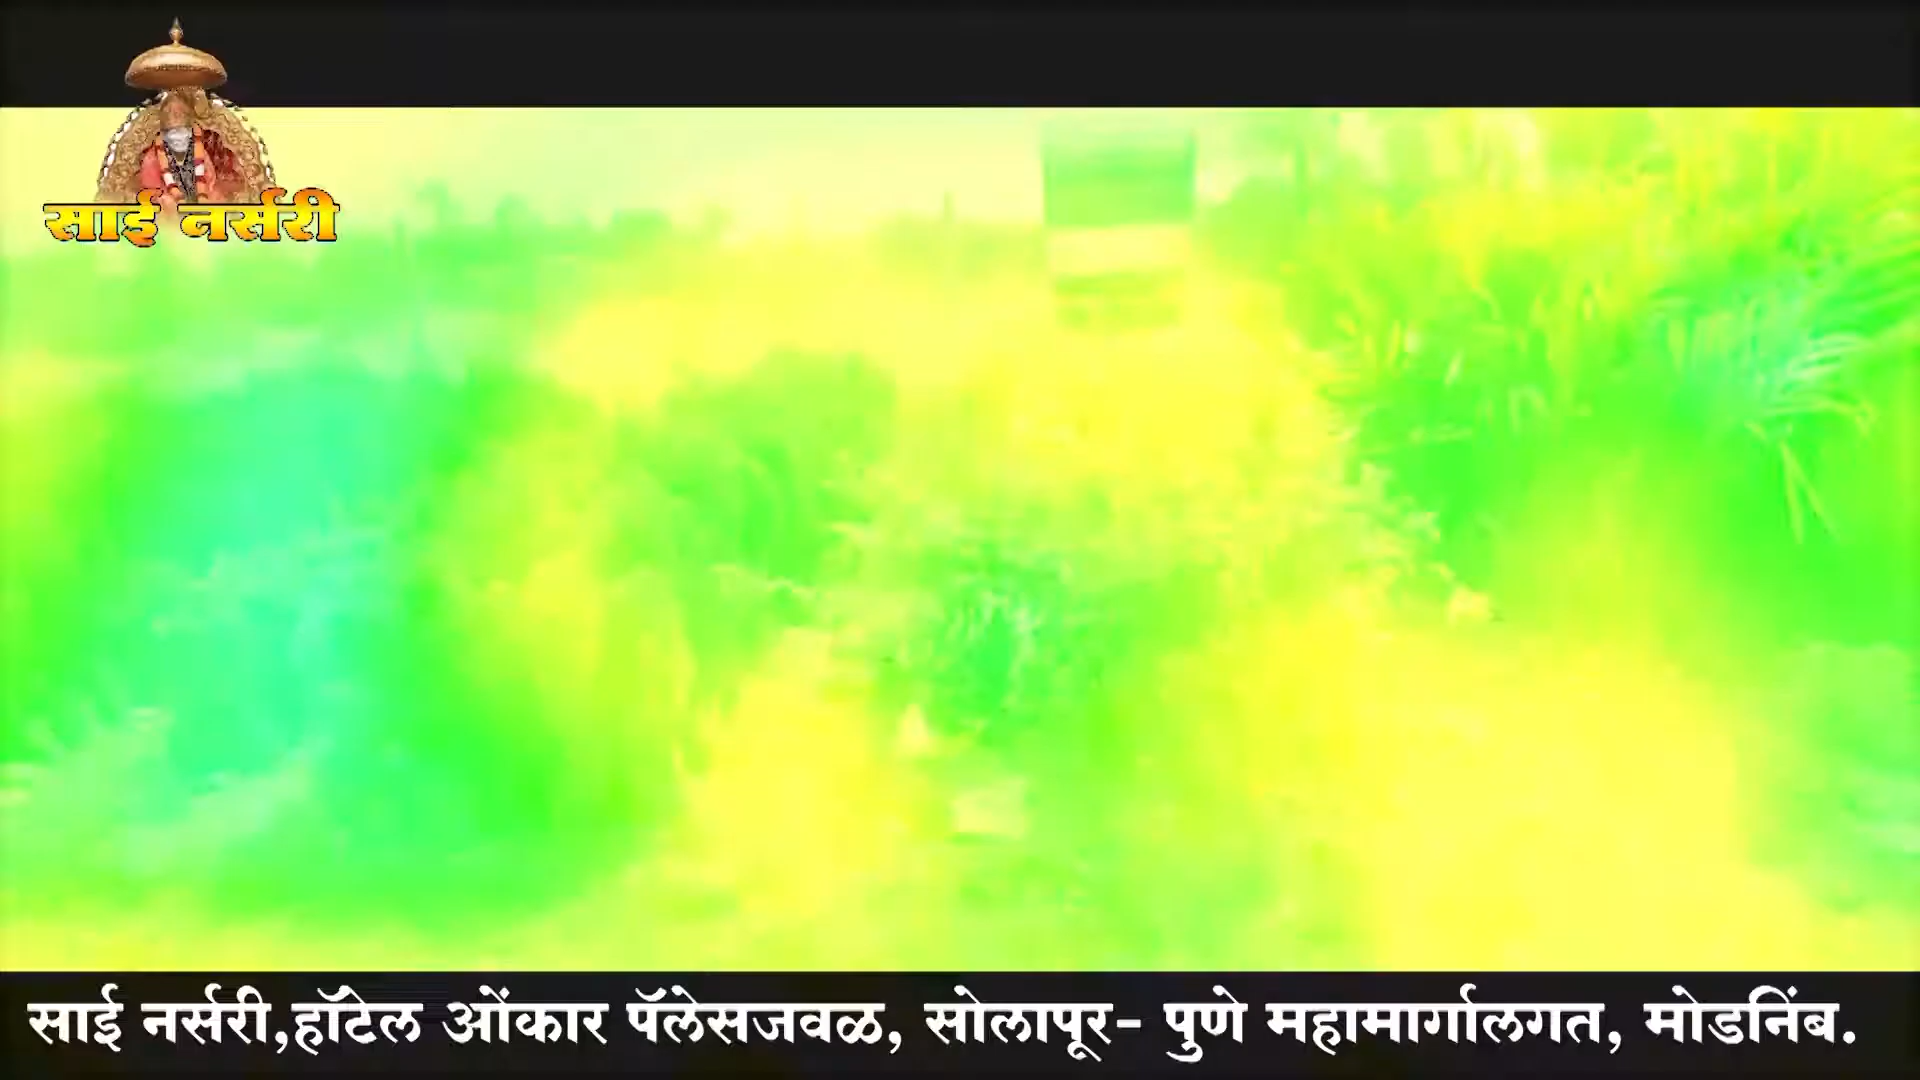 साई नर्सरी
साई नर्सरी,हॉटेल ओंकार पॅलेसजवळ, सोलापूर- पुणे महामार्गालगत, मोडनिंब.